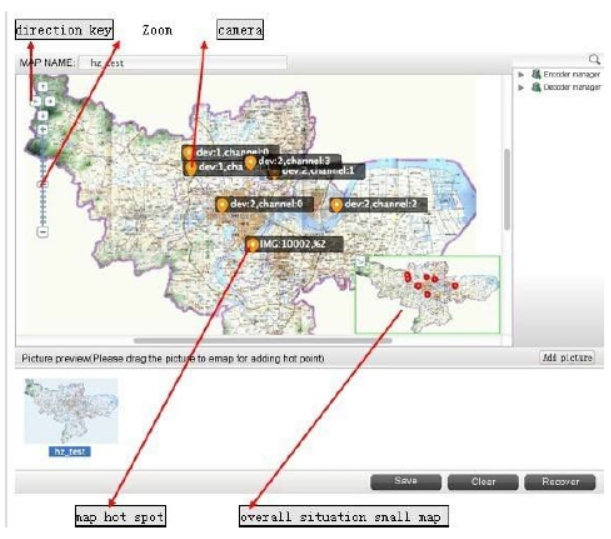 direction key Zoom camera
MAP NAME: hz_test
Encoder manager
Decoder manager
dev:1,channel:0
dev:2,channel:3
dev:1,cha
dev:2,channel:1
dev:2,channel:0 dev:2,channel:2
IMG:10002,%2
Picture preview(Please drag the picture to emap for adding hot point) Add picture
hz_test
Save Clear Recover
map hot spot overall situation small map